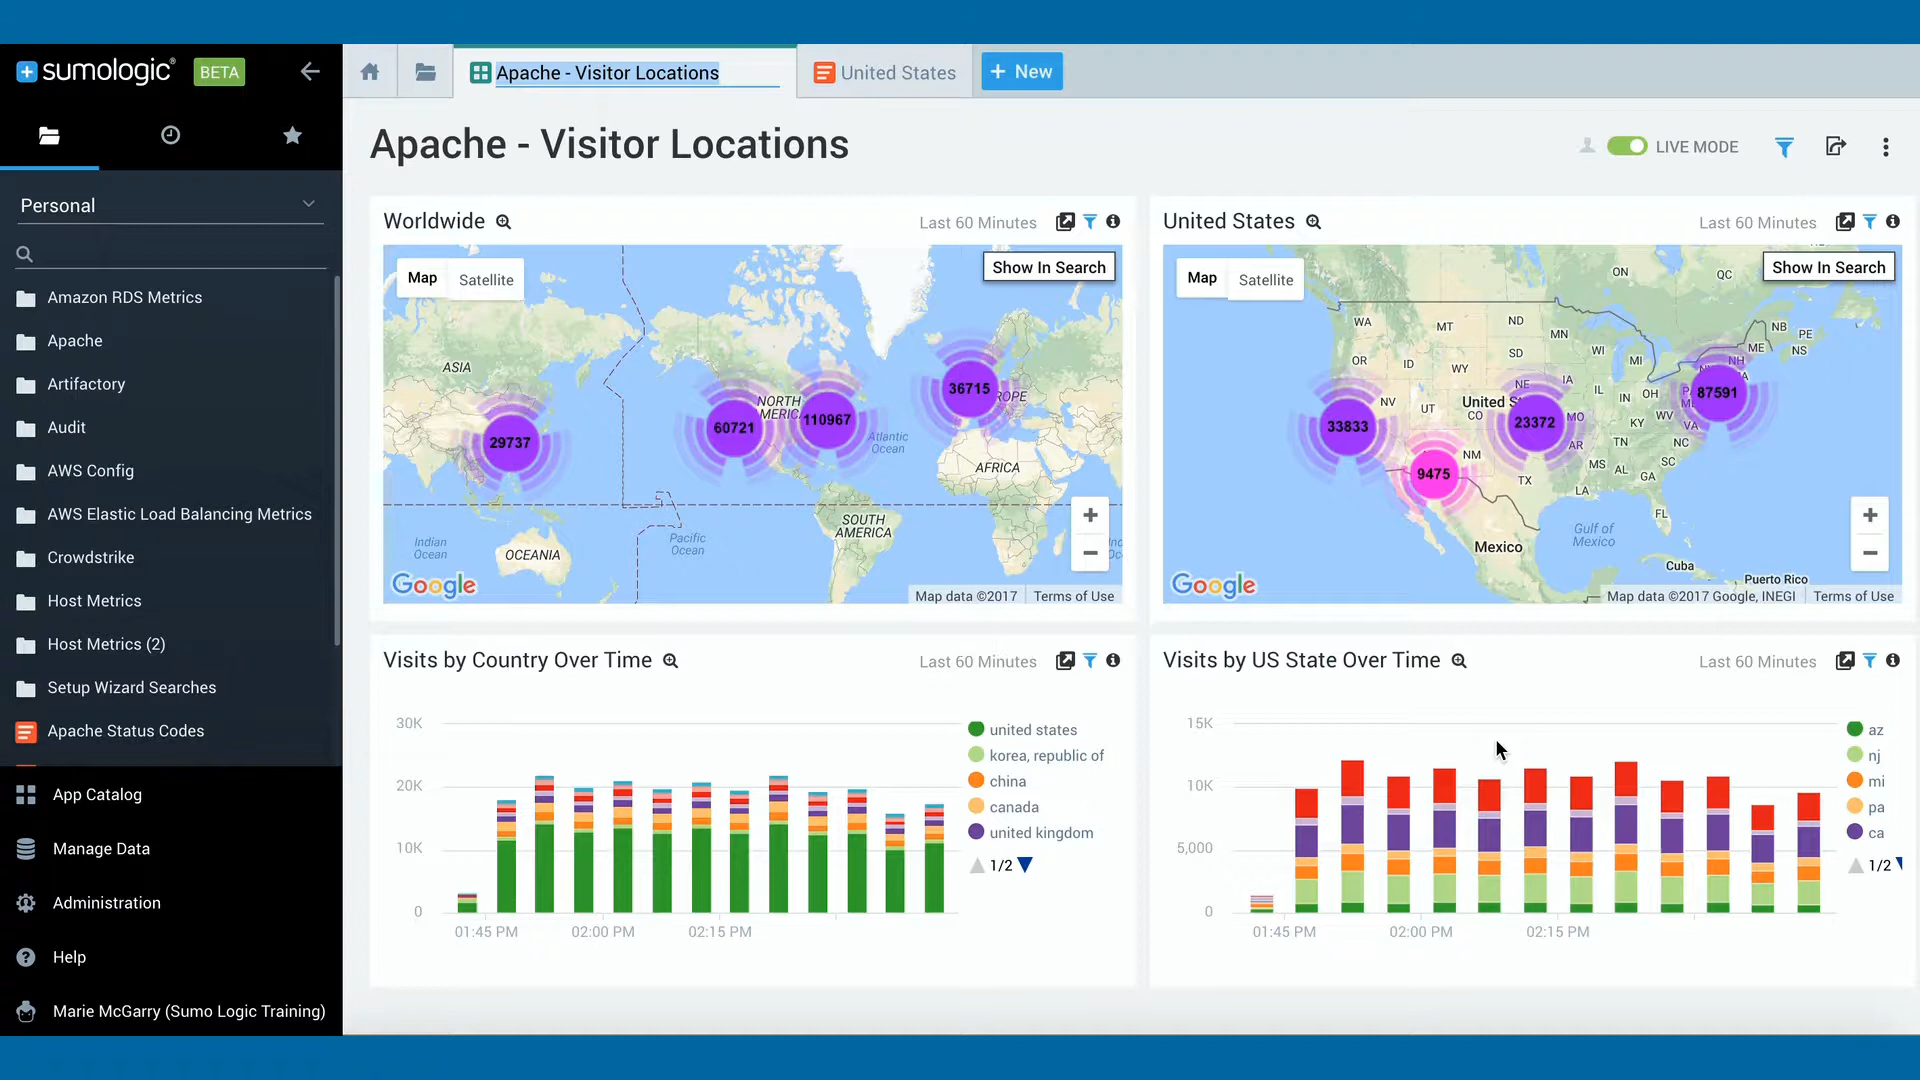 sumologic BETA
Apache - Visitor Locations
United States
+ New
Personal
Amazon RDS Metrics
Apache
Artifactory
Audit
AWS Config
AWS Elastic Load Balancing Metrics
Crowdstrike
Host Metrics
Host Metrics (2)
Setup Wizard Searches
Apache Status Codes
App Catalog
Manage Data
Administration
Help
Marie McGarry (Sumo Logic Training)
Apache - Visitor Locations
LIVE MODE
Worldwide
Last 60 Minutes
Map Satellite
Show In Search
ASIA
NORTH
AFRICA
SOUTH
AMERICA
OCEANIA
Indian
Ocean
Pacific
Ocean
Atlantic
Ocean
29737
60721
110967
36715
+
−
Google
Map data ©2017
Terms of Use
United States
Last 60 Minutes
Map Satellite
Show In Search
ON
QC
NB
PE
NS
WA
MT
ND
MN
OR
ID
WY
SD
WI
MI
ME
NH
NE
IA
IL
IN
OH
NV
UT
CO
MO
KY
WV
VA
NM
AR
TN
NC
MS
AL
SC
GA
TX
LA
FL
33833
9475
23372
87591
Gulf of
Mexico
Mexico
Cuba
Puerto Rico
+
−
Google
Map data ©2017 Google, INEGI
Terms of Use
Visits by Country Over Time
Last 60 Minutes
30K
20K
10K
0
01:45 PM
02:00 PM
02:15 PM
united states
korea, republic of
china
canada
united kingdom
1/2
Visits by US State Over Time
Last 60 Minutes
15K
10K
5,000
0
01:45 PM
02:00 PM
02:15 PM
az
nj
mi
pa
ca
1/2